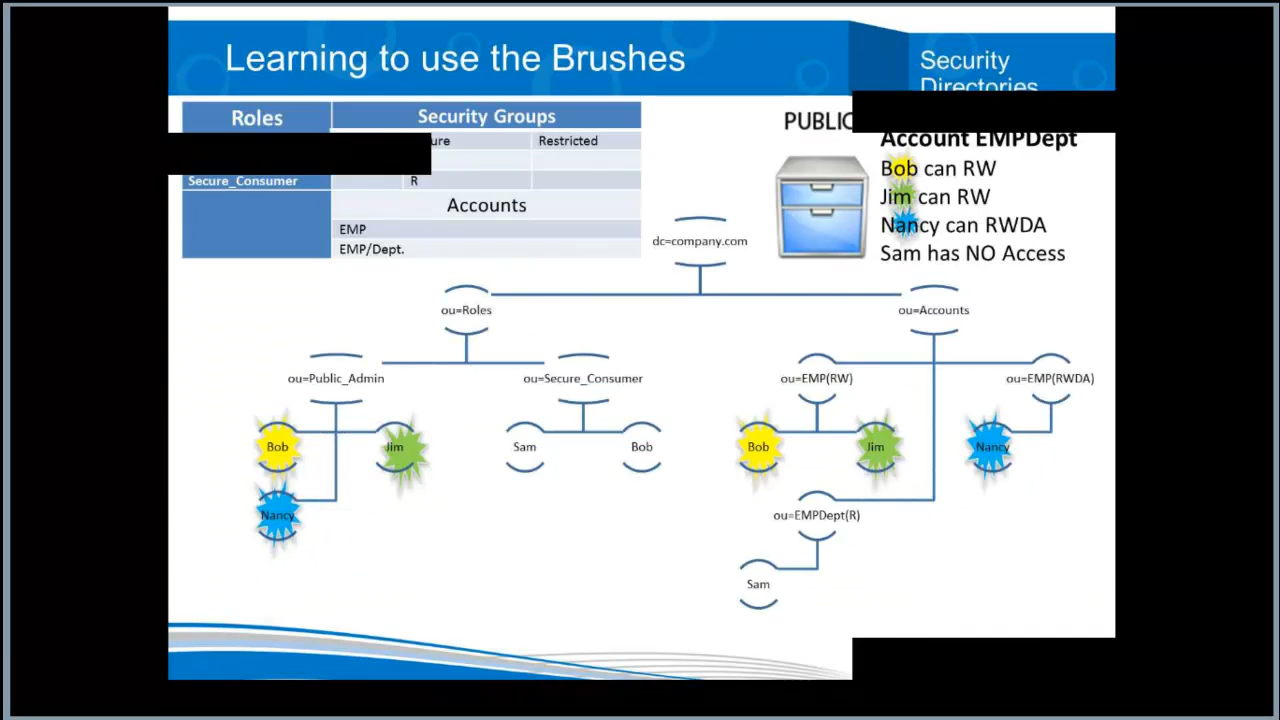 Learning to use the Brushes
Security
Directories
Roles
Security Groups
ure
Restricted
Secure_Consumer
R
Accounts
EMP
EMP/Dept.
PUBLIC
Account EMPDept
Bob can RW
Jim can RW
Nancy can RWDA
Sam has NO Access
dc=company.com
ou=Roles
ou=Accounts
ou=Public_Admin
ou=Secure_Consumer
ou=EMP(RW)
ou=EMP(RWDA)
Bob
Jim
Sam
Bob
Bob
Jim
Nancy
Nancy
ou=EMPDept(R)
Sam